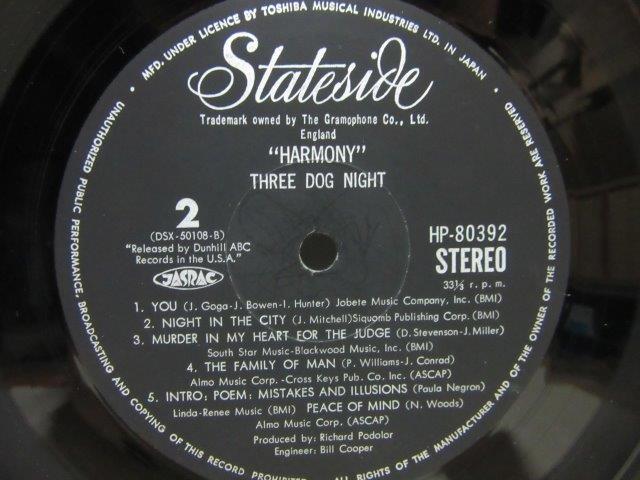 MFD. UNDER LICENCE BY TOSHIBA MUSICAL INDUSTRIES LTD. IN JAPAN
UNAUTHORIZED PUBLIC PERFORMANCE, BROADCASTING AND COPYING OF THIS RECORD PROHIBITED. ALL RIGHTS OF THE MANUFACTURER AND OF THE OWNER OF THE RECORDED WORK ARE RESERVED.
Stateside
Trademark owned by The Gramophone Co., Ltd.
England
"HARMONY"
THREE DOG NIGHT
2
(DSX-50108-B)
"Released by Dunhill ABC
Records in the U.S.A."
JASRAC
HP-80392
STEREO
33⅓ r. p. m.
1. YOU (J. Goga-J. Bowen-I. Hunter) Jobete Music Company, Inc. (BMI)
2. NIGHT IN THE CITY (J. Mitchell)Siquomb Publishing Corp. (BMI)
3. MURDER IN MY HEART FOR THE JUDGE (D. Stevenson-J. Miller)
South Star Music-Blackwood Music, Inc. (BMI)
4. THE FAMILY OF MAN (P. Williams-J. Conrad)
Almo Music Corp. -Cross Keys Pub. Co. Inc. (ASCAP)
5. INTRO; POEM; MISTAKES AND ILLUSIONS (Paula Negron)
Linda-Renee Music (BMI) PEACE OF MIND (N. Woods)
Almo Music Corp. (ASCAP)
Produced by: Richard Podolor
Engineer: Bill Cooper